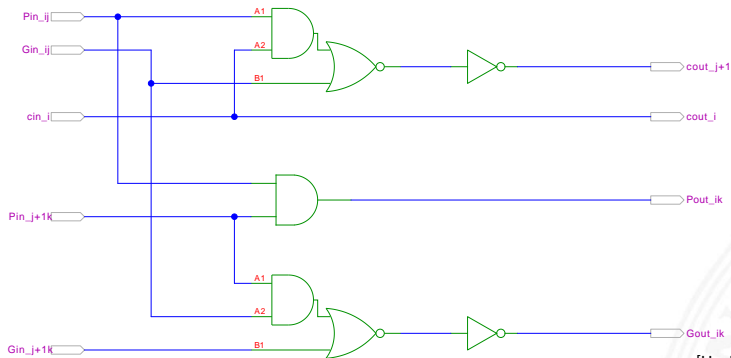 Pin_ij
A1
Gin_ij
A2
cout_j+1
B1
cin_i
cout_i
Pout_ik
Pin_j+1k
A1
A2
Gout_ik
Gin_j+1k
B1